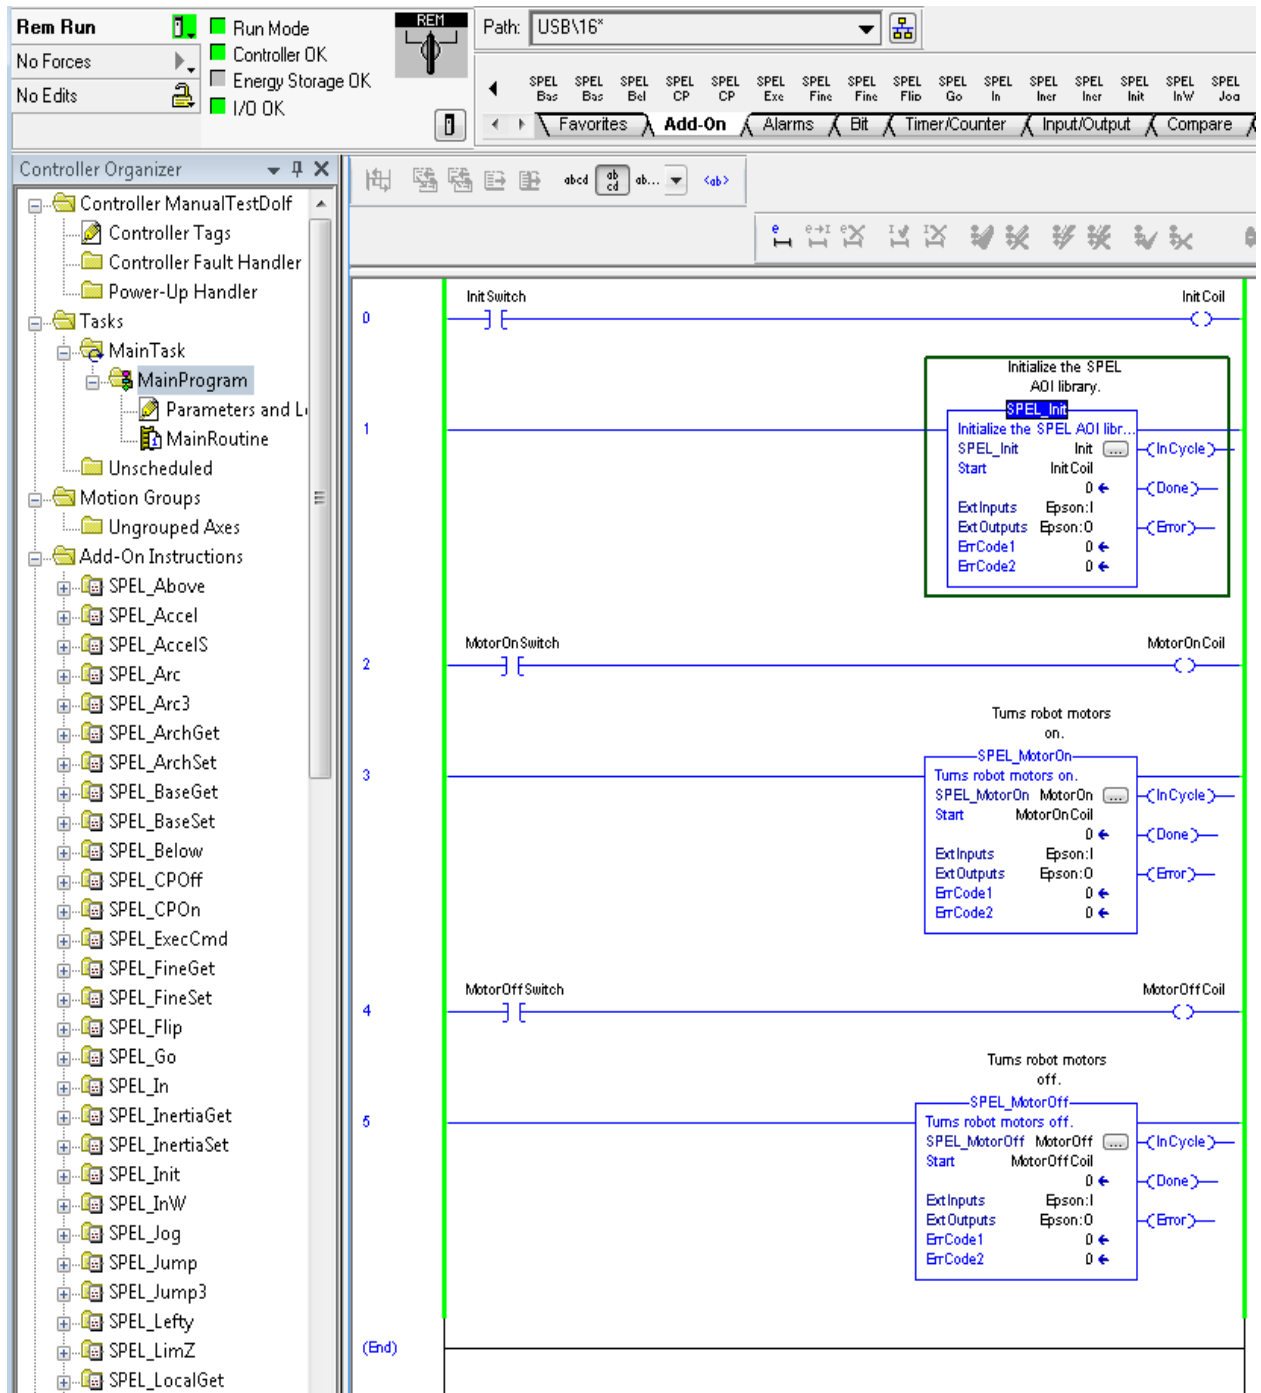 Rem Run
Run Mode
REM
Path: USB\16*
No Forces
Controller OK
No Edits
Energy Storage OK
I/O OK
SPEL SPEL SPEL SPEL SPEL SPEL SPEL SPEL SPEL SPEL SPEL SPEL SPEL SPEL SPEL SPEL
Bas Bas Bel CP CP Exe Fine Fine Flip Go In Iner Iner Init InW Jog
Favorites Add-On Alarms Bit Timer/Counter Input/Output Compare
Controller Organizer
abcd ab cd ab... <ab>
Controller ManualTestDolf
Controller Tags
Controller Fault Handler
Power-Up Handler
Tasks
MainTask
MainProgram
Parameters and L
MainRoutine
Unscheduled
Motion Groups
Ungrouped Axes
Add-On Instructions
SPEL_Above
SPEL_Accel
SPEL_AccelS
SPEL_Arc
SPEL_Arc3
SPEL_ArchGet
SPEL_ArchSet
SPEL_BaseGet
SPEL_BaseSet
SPEL_Below
SPEL_CPOff
SPEL_CPOn
SPEL_ExecCmd
SPEL_FineGet
SPEL_FineSet
SPEL_Flip
SPEL_Go
SPEL_In
SPEL_InertiaGet
SPEL_InertiaSet
SPEL_Init
SPEL_InW
SPEL_Jog
SPEL_Jump
SPEL_Jump3
SPEL_Lefty
SPEL_LimZ
SPEL_LocalGet
InitSwitch
InitCoil
0
Initialize the SPEL
AOI library.
SPEL_Init
1
Initialize the SPEL AOI libr...
SPEL_Init Init ... (InCycle)
Start InitCoil
0 (Done)
ExtInputs Epson:I
ExtOutputs Epson:O (Error)
ErrCode1 0
ErrCode2 0
MotorOnSwitch
MotorOnCoil
2
Turns robot motors
on.
SPEL_MotorOn
3
Turns robot motors on.
SPEL_MotorOn MotorOn ... (InCycle)
Start MotorOnCoil
0 (Done)
ExtInputs Epson:I
ExtOutputs Epson:O (Error)
ErrCode1 0
ErrCode2 0
MotorOffSwitch
MotorOffCoil
4
Turns robot motors
off.
SPEL_MotorOff
5
Turns robot motors off.
SPEL_MotorOff MotorOff ... (InCycle)
Start MotorOffCoil
0 (Done)
ExtInputs Epson:I
ExtOutputs Epson:O (Error)
ErrCode1 0
ErrCode2 0
(End)